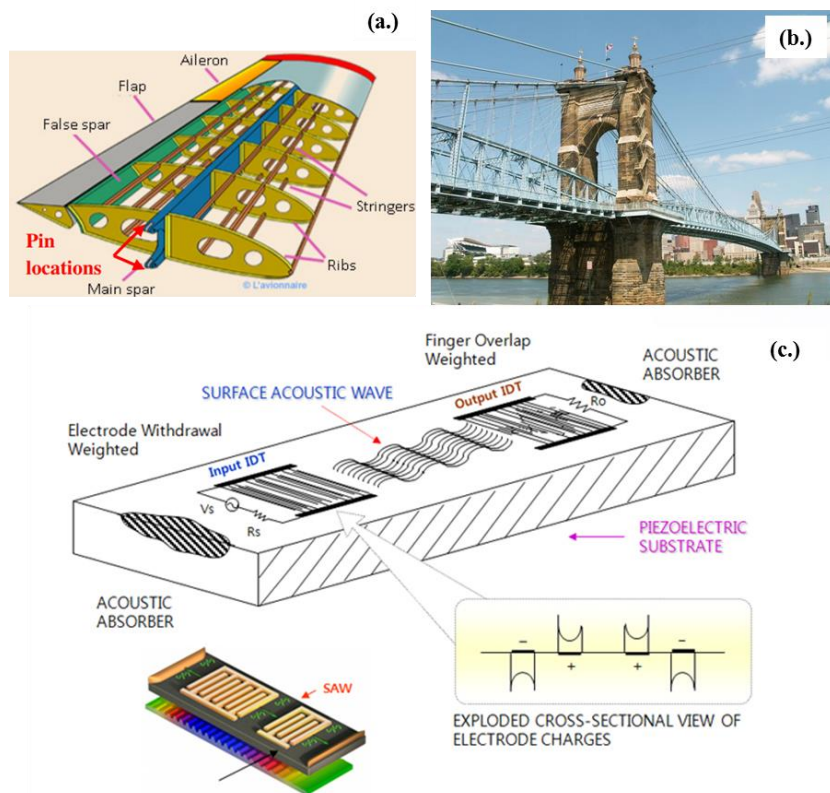 (a.)
Aileron
Flap
False spar
Stringers
Pin
locations
Ribs
Main spar
© L'avionnaire
(b.)
(c.)
Finger Overlap
Weighted
ACOUSTIC
ABSORBER
SURFACE ACOUSTIC WAVE
Output IDT
Ro
Electrode Withdrawal
Weighted
Input IDT
Vs
Rs
PIEZOELECTRIC
SUBSTRATE
ACOUSTIC
ABSORBER
− −
+ +
SAW
EXPLODED CROSS-SECTIONAL VIEW OF
ELECTRODE CHARGES